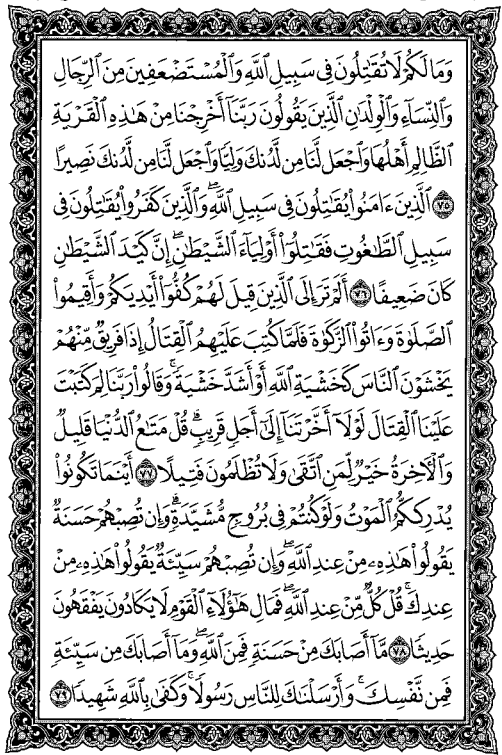 وَمَا لَكُمْ لَا تُقَٰتِلُونَ فِى سَبِيلِ ٱللَّهِ وَٱلْمُسْتَضْعَفِينَ مِنَ ٱلرِّجَالِ
وَٱلنِّسَآءِ وَٱلْوِلْدَٰنِ ٱلَّذِينَ يَقُولُونَ رَبَّنَآ أَخْرِجْنَا مِنْ هَٰذِهِ ٱلْقَرْيَةِ
ٱلظَّالِمِ أَهْلُهَا وَٱجْعَل لَّنَا مِن لَّدُنكَ وَلِيًّا وَٱجْعَل لَّنَا مِن لَّدُنكَ نَصِيرًا
٧٥ ٱلَّذِينَ ءَامَنُوا۟ يُقَٰتِلُونَ فِى سَبِيلِ ٱللَّهِ ۖ وَٱلَّذِينَ كَفَرُوا۟ يُقَٰتِلُونَ فِى
سَبِيلِ ٱلطَّٰغُوتِ فَقَٰتِلُوٓا۟ أَوْلِيَآءَ ٱلشَّيْطَٰنِ ۖ إِنَّ كَيْدَ ٱلشَّيْطَٰنِ
كَانَ ضَعِيفًا ٧٦ أَلَمْ تَرَ إِلَى ٱلَّذِينَ قِيلَ لَهُمْ كُفُّوٓا۟ أَيْدِيَكُمْ وَأَقِيمُوا۟
ٱلصَّلَوٰةَ وَءَاتُوا۟ ٱلزَّكَوٰةَ فَلَمَّا كُتِبَ عَلَيْهِمُ ٱلْقِتَالُ إِذَا فَرِيقٌ مِّنْهُمْ
يَخْشَوْنَ ٱلنَّاسَ كَخَشْيَةِ ٱللَّهِ أَوْ أَشَدَّ خَشْيَةً ۚ وَقَالُوا۟ رَبَّنَا لِمَ كَتَبْتَ
عَلَيْنَا ٱلْقِتَالَ لَوْلَآ أَخَّرْتَنَآ إِلَىٰٓ أَجَلٍ قَرِيبٍ ۗ قُلْ مَتَٰعُ ٱلدُّنْيَا قَلِيلٌ
وَٱلْءَاخِرَةُ خَيْرٌ لِّمَنِ ٱتَّقَىٰ وَلَا تُظْلَمُونَ فَتِيلًا ٧٧ أَيْنَمَا تَكُونُوا۟
يُدْرِككُّمُ ٱلْمَوْتُ وَلَوْ كُنتُمْ فِى بُرُوجٍ مُّشَيَّدَةٍ ۗ وَإِن تُصِبْهُمْ حَسَنَةٌ
يَقُولُوا۟ هَٰذِهِۦ مِنْ عِندِ ٱللَّهِ ۖ وَإِن تُصِبْهُمْ سَيِّئَةٌ يَقُولُوا۟ هَٰذِهِۦ مِنْ
عِندِكَ ۚ قُلْ كُلٌّ مِّنْ عِندِ ٱللَّهِ ۖ فَمَالِ هَٰٓؤُلَآءِ ٱلْقَوْمِ لَا يَكَادُونَ يَفْقَهُونَ
حَدِيثًا ٧٨ مَّآ أَصَابَكَ مِنْ حَسَنَةٍ فَمِنَ ٱللَّهِ ۖ وَمَآ أَصَابَكَ مِن سَيِّئَةٍ
فَمِن نَّفْسِكَ ۚ وَأَرْسَلْنَٰكَ لِلنَّاسِ رَسُولًا ۚ وَكَفَىٰ بِٱللَّهِ شَهِيدًا ٧٩